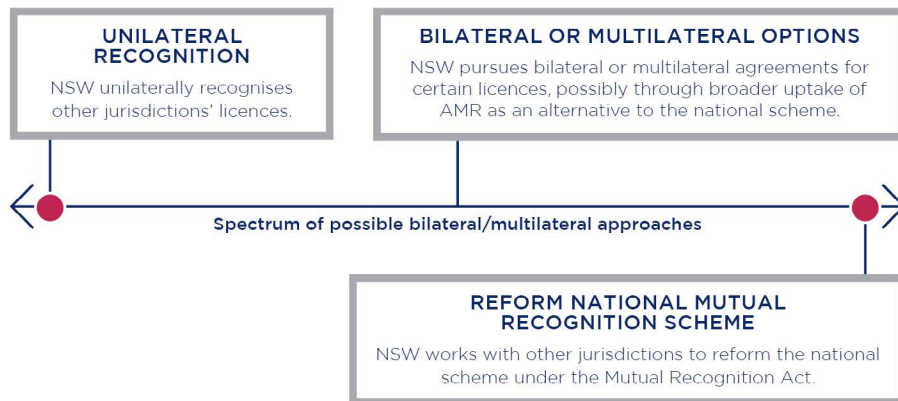 UNILATERAL
RECOGNITION
NSW unilaterally recognises
other jurisdictions’ licences.
BILATERAL OR MULTILATERAL OPTIONS
NSW pursues bilateral or multilateral agreements for
certain licences, possibly through broader uptake of
AMR as an alternative to the national scheme.
Spectrum of possible bilateral/multilateral approaches
REFORM NATIONAL MUTUAL
RECOGNITION SCHEME
NSW works with other jurisdictions to reform the national
scheme under the Mutual Recognition Act.